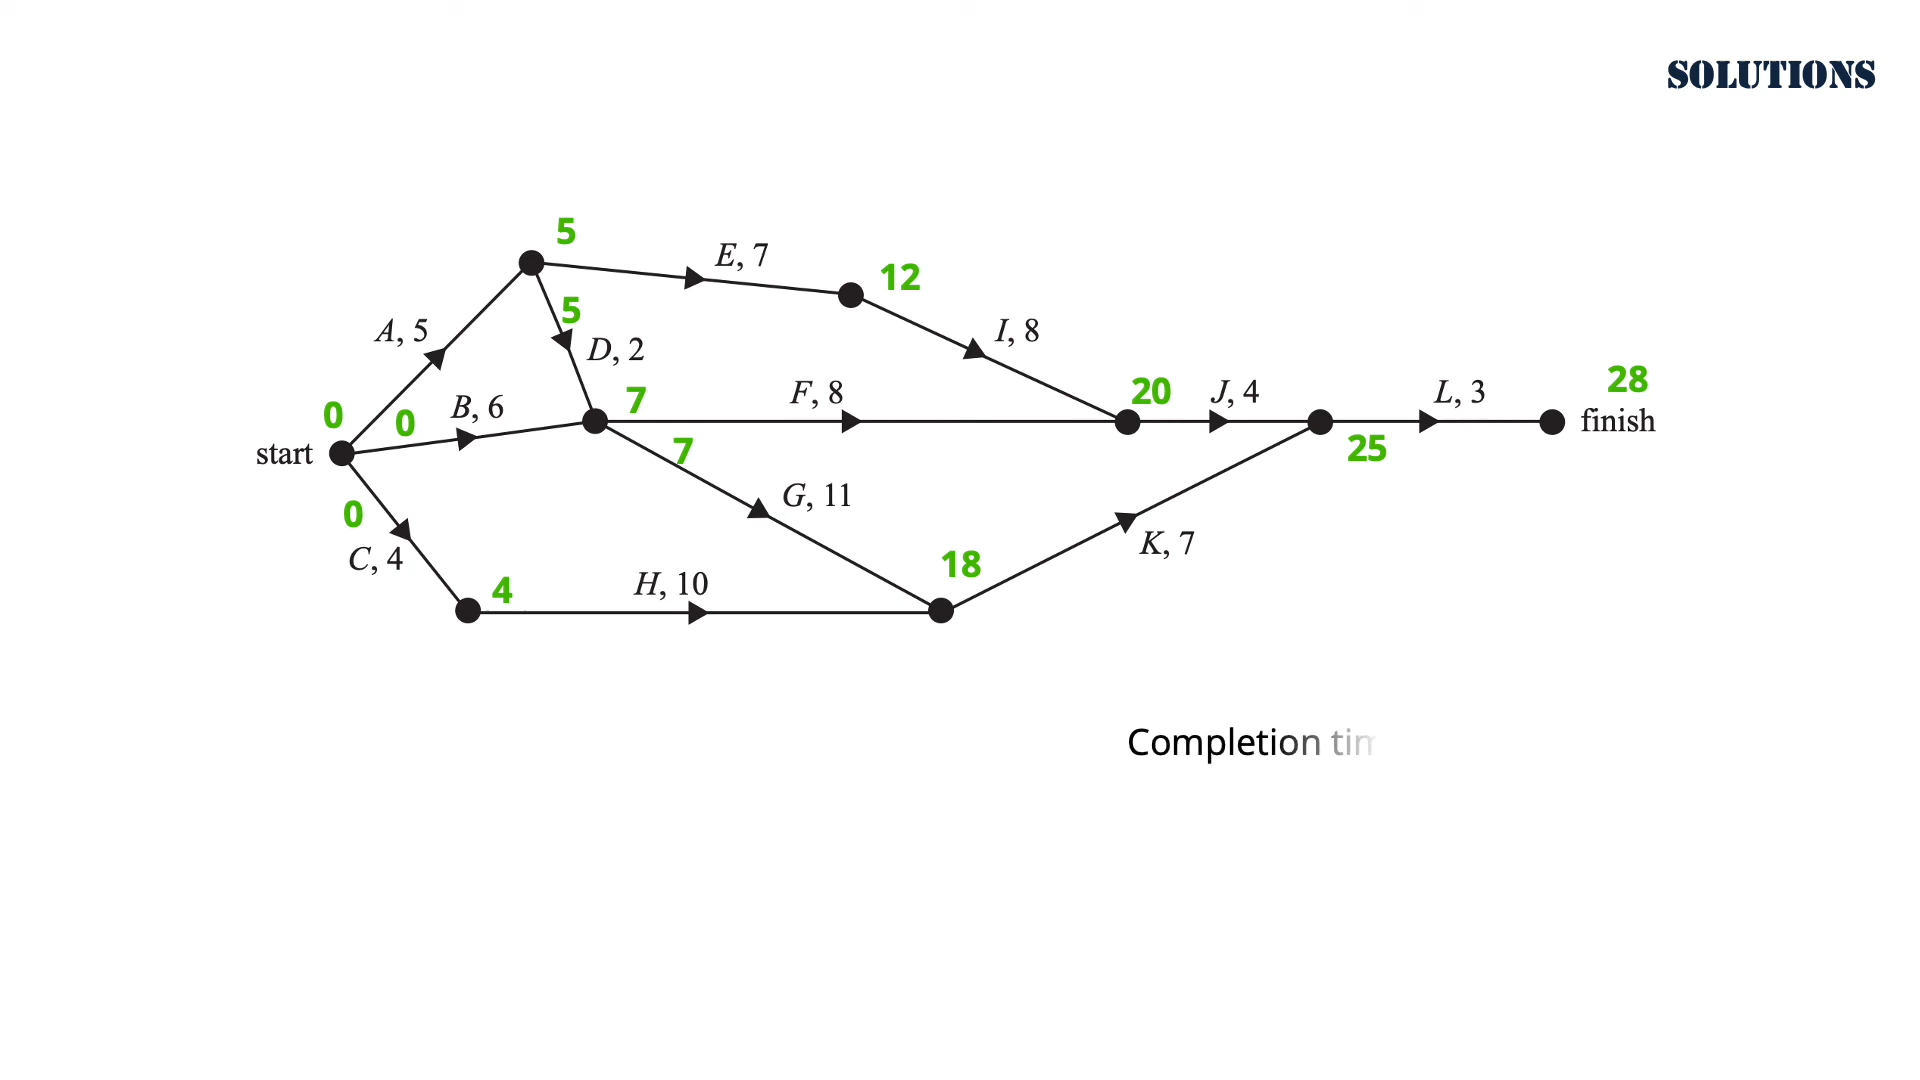 SOLUTIONS
5
E, 7
12
5
A, 5
D, 2
I, 8
0
0
B, 6
7
F, 8
20
J, 4
L, 3
28
start
finish
7
25
G, 11
0
C, 4
K, 7
4
H, 10
18
Completion